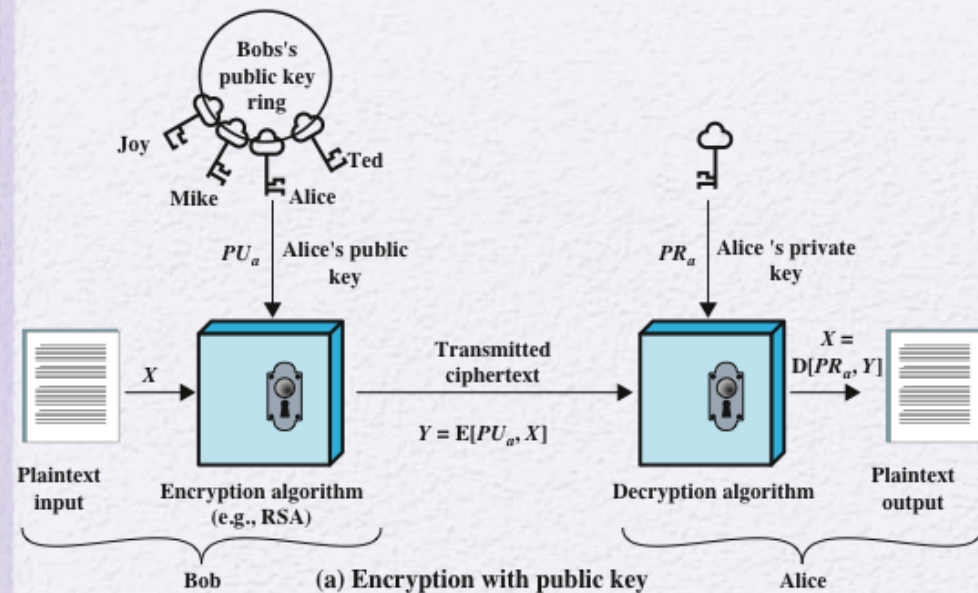 Bobs's
public key
ring
Joy
Ted
Mike
Alice
PUa
Alice's public
key
PRa
Alice 's private
key
X
Transmitted
ciphertext
X =
D[PRa, Y]
Y = E[PUa, X]
Plaintext
input
Encryption algorithm
(e.g., RSA)
Decryption algorithm
Plaintext
output
Bob
(a) Encryption with public key
Alice